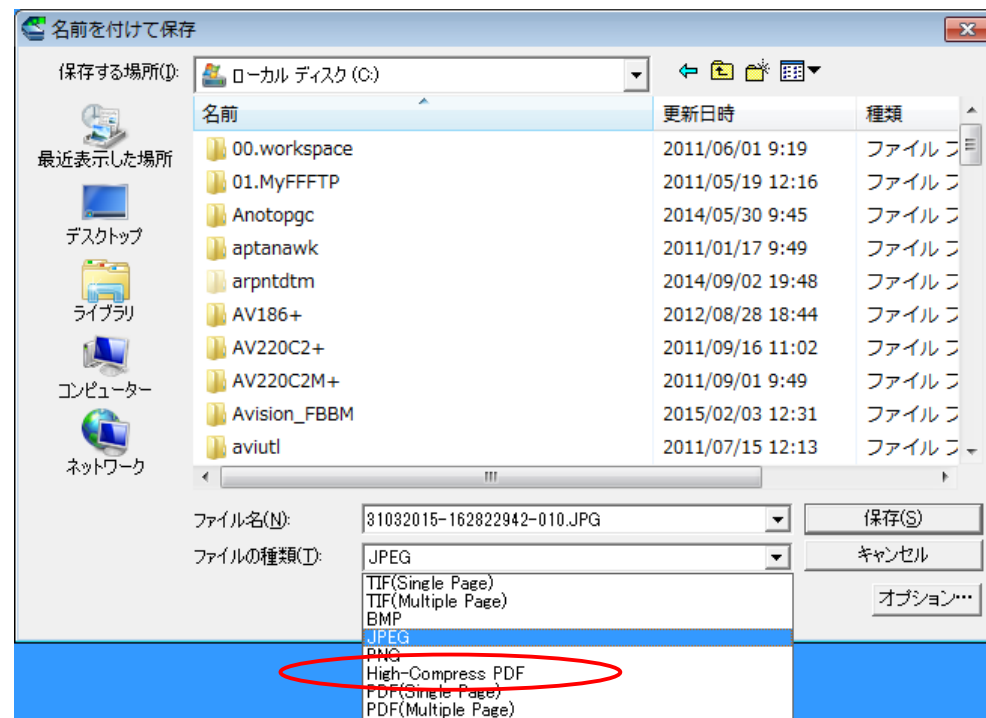 名前を付けて保存
保存する場所(I):
ローカル ディスク (C:)
名前 更新日時 種類
00.workspace 2011/06/01 9:19 ファイル フ
01.MyFFFTP 2011/05/19 12:16 ファイル フ
Anotopgc 2014/05/30 9:45 ファイル フ
aptanawk 2011/01/17 9:49 ファイル フ
arpntdtm 2014/09/02 19:48 ファイル フ
AV186+ 2012/08/28 18:44 ファイル フ
AV220C2+ 2011/09/16 11:02 ファイル フ
AV220C2M+ 2011/09/01 9:49 ファイル フ
Avision_FBBM 2015/02/03 12:31 ファイル フ
aviutl 2011/07/15 12:13 ファイル フ
最近表示した場所
デスクトップ
ライブラリ
コンピューター
ネットワーク
ファイル名(N): 31032015-162822942-010.JPG 保存(S)
ファイルの種類(T): JPEG キャンセル
オプション…
TIF(Single Page)
TIF(Multiple Page)
BMP
JPEG
PNG
High-Compress PDF
PDF(Single Page)
PDF(Multiple Page)